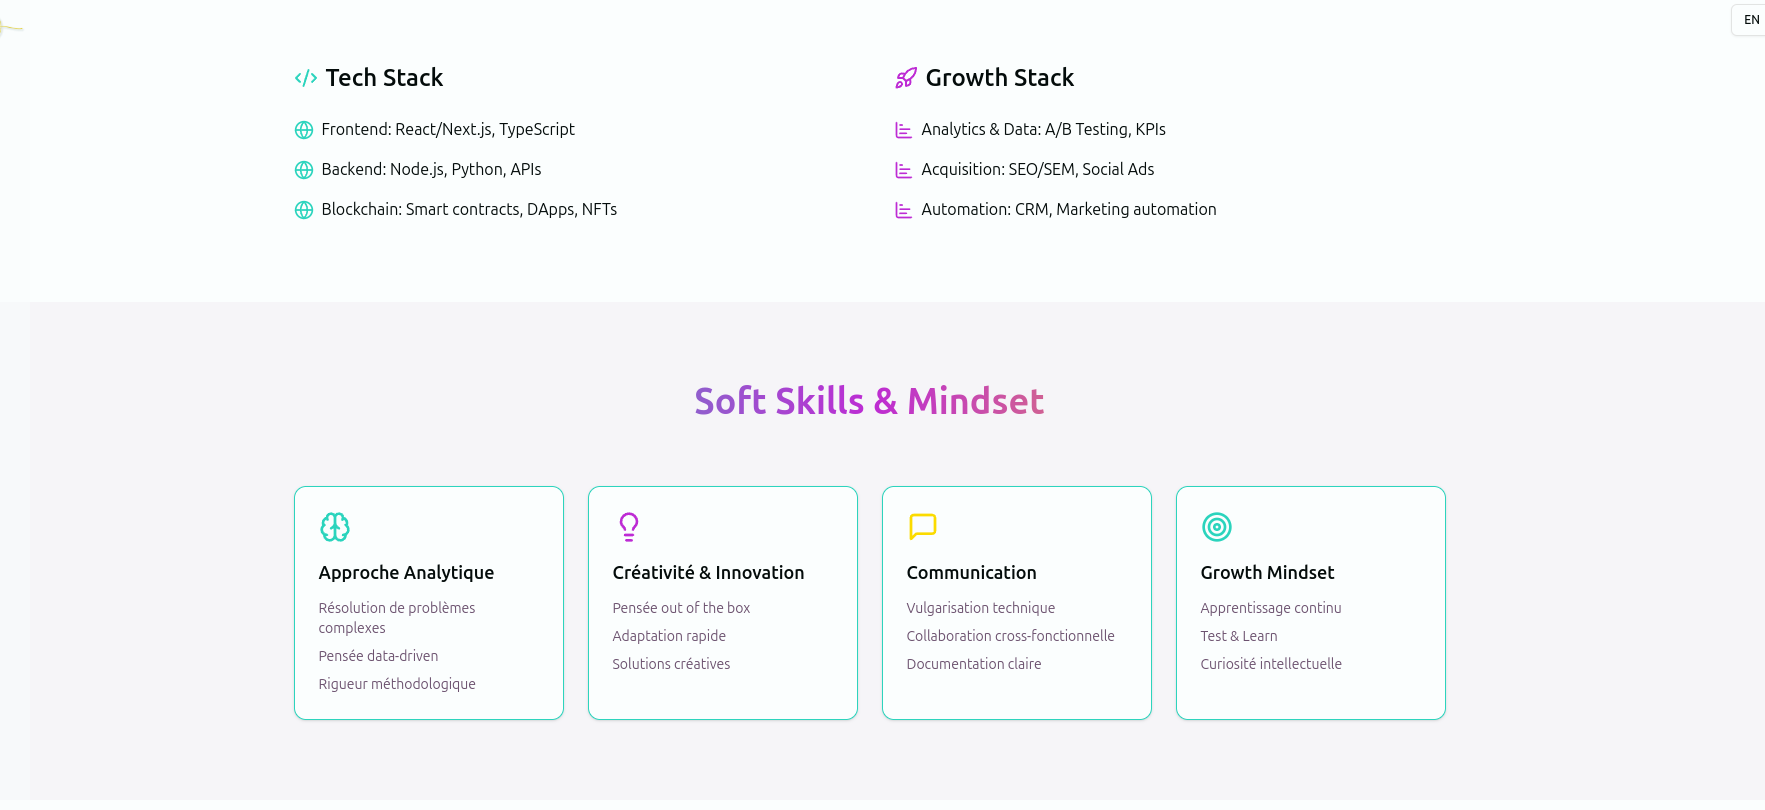 EN
Tech Stack
Frontend: React/Next.js, TypeScript
Backend: Node.js, Python, APIs
Blockchain: Smart contracts, DApps, NFTs
Growth Stack
Analytics & Data: A/B Testing, KPIs
Acquisition: SEO/SEM, Social Ads
Automation: CRM, Marketing automation
Soft Skills & Mindset
Approche Analytique
Résolution de problèmes
complexes
Pensée data-driven
Rigueur méthodologique
Créativité & Innovation
Pensée out of the box
Adaptation rapide
Solutions créatives
Communication
Vulgarisation technique
Collaboration cross-fonctionnelle
Documentation claire
Growth Mindset
Apprentissage continu
Test & Learn
Curiosité intellectuelle